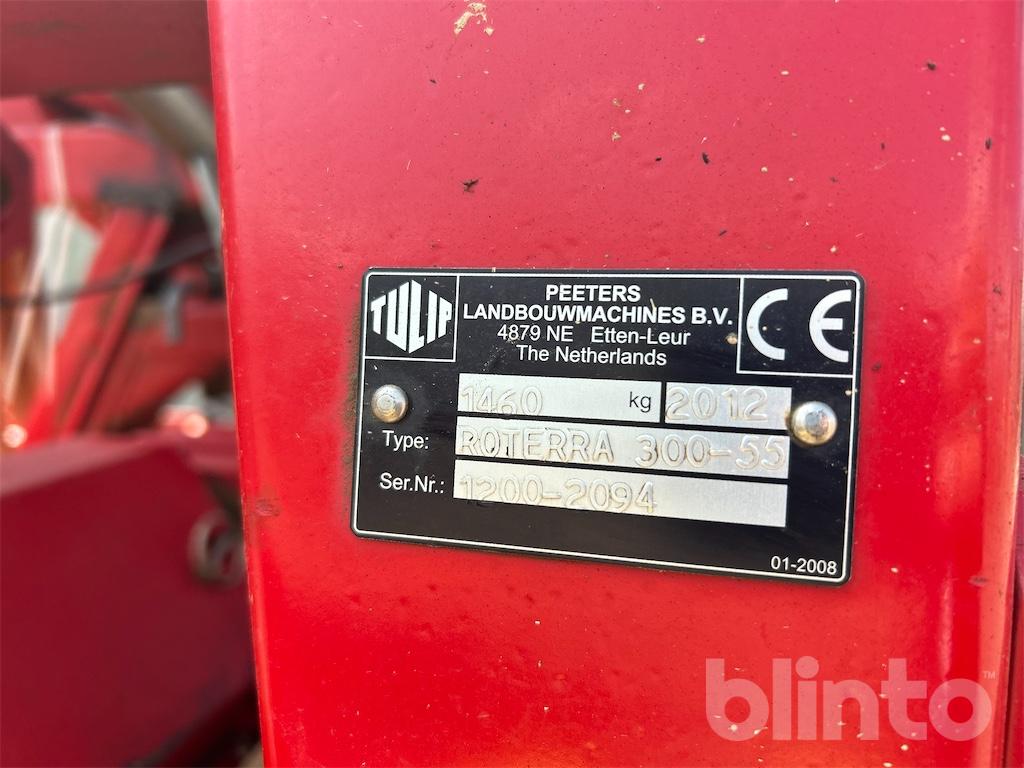 TULIP
PEETERS
LANDBOUWMACHINES B.V.
4879 NE Etten-Leur
The Netherlands
CE
1460 kg 2012
Type: ROTERRA 300-55
Ser.Nr.: 1200-2094
01-2008
blinto™